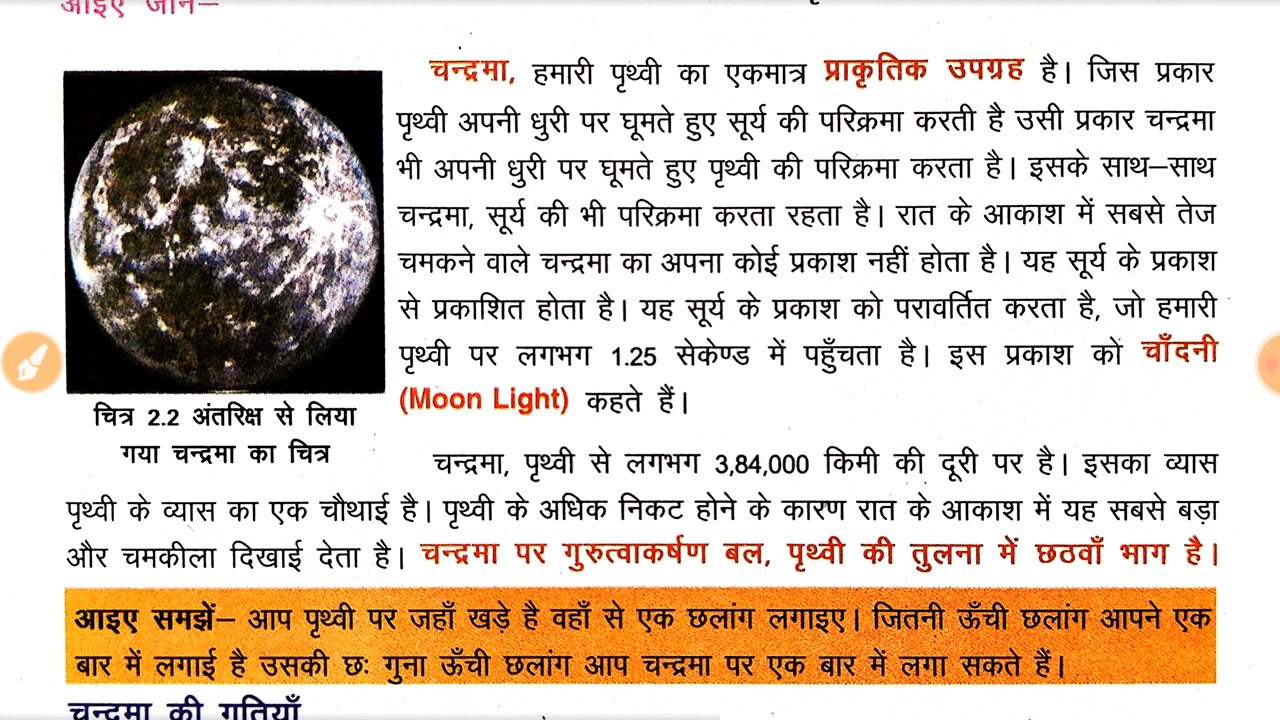 आइए जानें—
चन्द्रमा, हमारी पृथ्वी का एकमात्र प्राकृतिक उपग्रह है। जिस प्रकार
पृथ्वी अपनी धुरी पर घूमते हुए सूर्य की परिक्रमा करती है उसी प्रकार चन्द्रमा
भी अपनी धुरी पर घूमते हुए पृथ्वी की परिक्रमा करता है। इसके साथ—साथ
चन्द्रमा, सूर्य की भी परिक्रमा करता रहता है। रात के आकाश में सबसे तेज
चमकने वाले चन्द्रमा का अपना कोई प्रकाश नहीं होता है। यह सूर्य के प्रकाश
से प्रकाशित होता है। यह सूर्य के प्रकाश को परावर्तित करता है, जो हमारी
पृथ्वी पर लगभग 1.25 सेकेण्ड में पहुँचता है। इस प्रकाश को चाँदनी
(Moon Light) कहते हैं।
चित्र 2.2 अंतरिक्ष से लिया
गया चन्द्रमा का चित्र
चन्द्रमा, पृथ्वी से लगभग 3,84,000 किमी की दूरी पर है। इसका व्यास
पृथ्वी के व्यास का एक चौथाई है। पृथ्वी के अधिक निकट होने के कारण रात के आकाश में यह सबसे बड़ा
और चमकीला दिखाई देता है। चन्द्रमा पर गुरुत्वाकर्षण बल, पृथ्वी की तुलना में छठवाँ भाग है।
आइए समझें— आप पृथ्वी पर जहाँ खड़े है वहाँ से एक छलांग लगाइए। जितनी ऊँची छलांग आपने एक
बार में लगाई है उसकी छः गुना ऊँची छलांग आप चन्द्रमा पर एक बार में लगा सकते हैं।
चन्द्रमा की गतियाँ